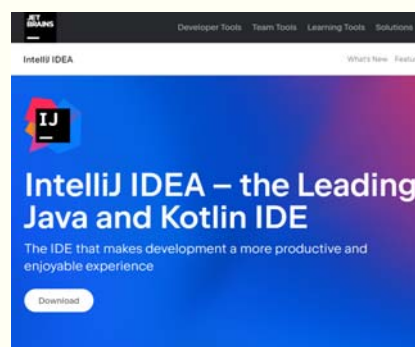 JET
BRAINS
Developer Tools Team Tools Learning Tools Solutions
IntelliJ IDEA
What's New Featu
IJ
IntelliJ IDEA – the Leading
Java and Kotlin IDE
The IDE that makes development a more productive and
enjoyable experience
Download